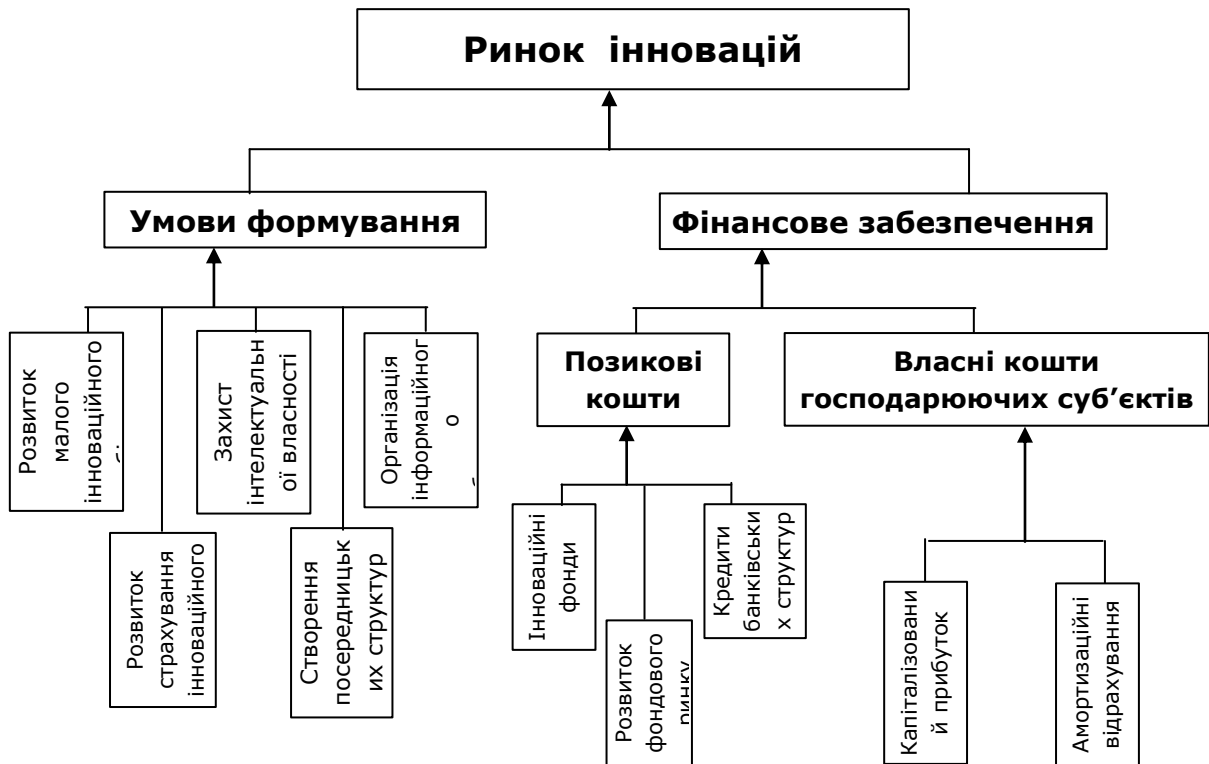 Ринок інновацій
Умови формування
Фінансове забезпечення
Розвиток
малого
інноваційного
Захист
інтелектуальн
ої власності
Організація
інформаційног
о
Розвиток
страхування
інноваційного
Створення
посередницьк
их структур
Позикові
кошти
Власні кошти
господарюючих суб’єктів
Інноваційні
фонди
Розвиток
фондового
ринку
Кредити
банківськи
х структур
Капіталізовани
й прибуток
Амортизаційні
відрахування